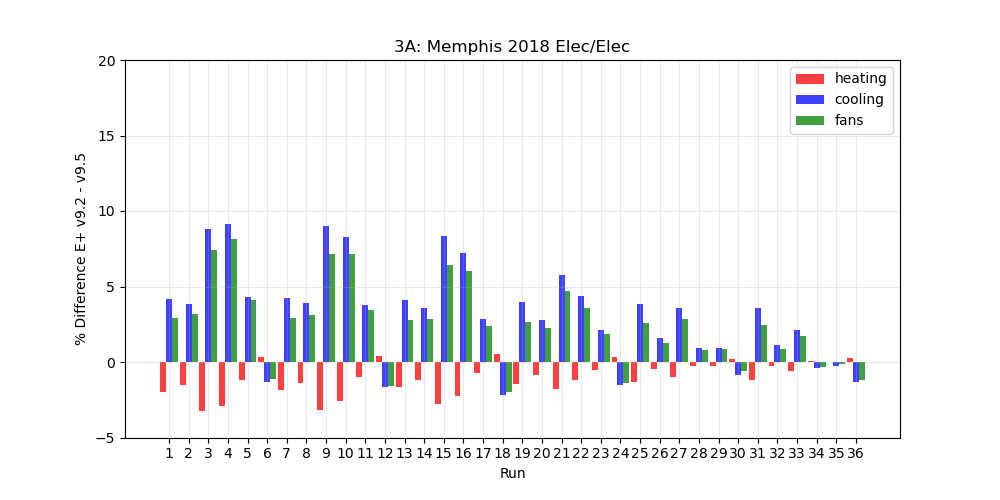 3A: Memphis 2018 Elec/Elec
20
15
10
5
0
−5
% Difference E+ v9.2 - v9.5
heating
cooling
fans
1 2 3 4 5 6 7 8 9 10 11 12 13 14 15 16 17 18 19 20 21 22 23 24 25 26 27 28 29 30 31 32 33 34 35 36
Run